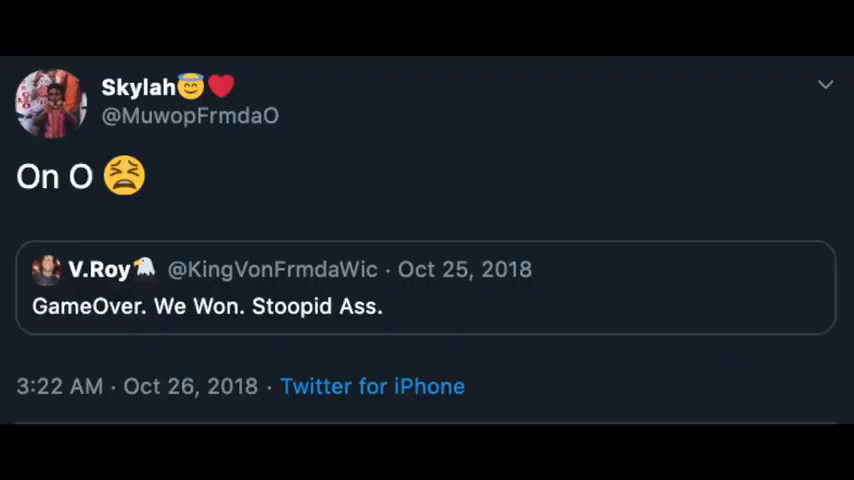 Skylah😇❤️
@MuwopFrmdaO
On O 😫
V.Roy🦅 @KingVonFrmdaWic · Oct 25, 2018
GameOver. We Won. Stoopid Ass.
3:22 AM · Oct 26, 2018 · Twitter for iPhone